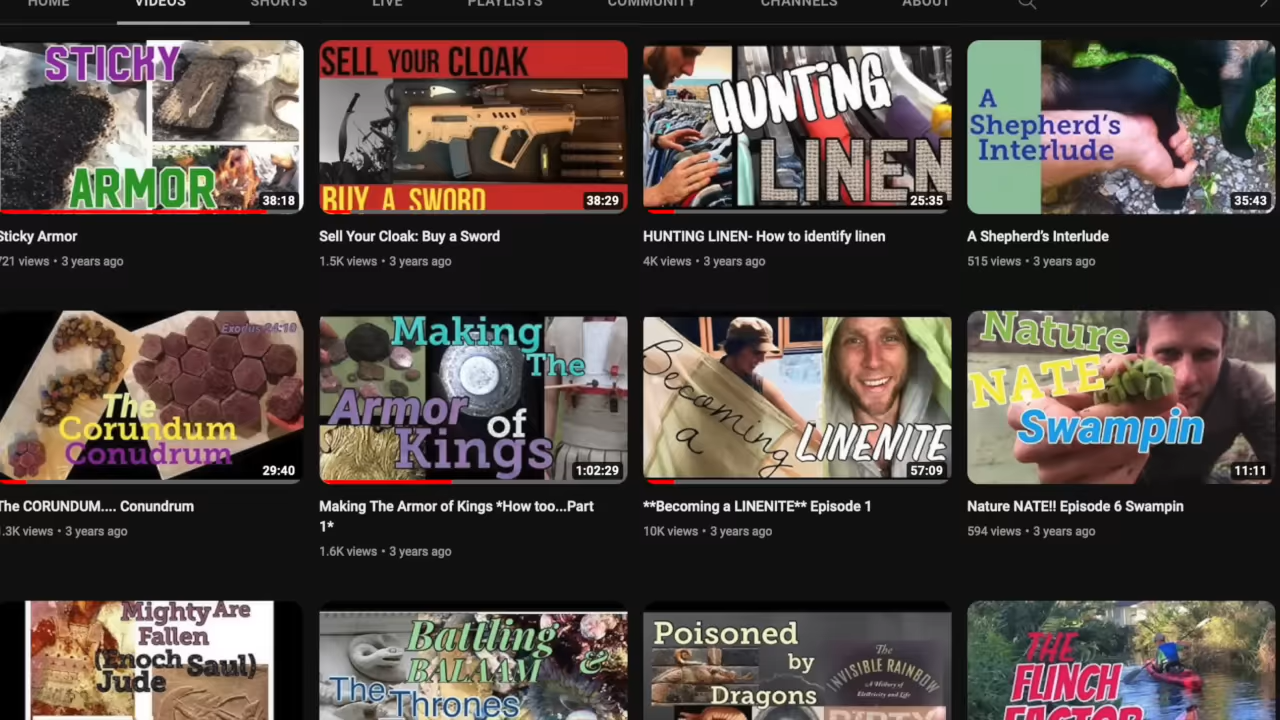 HOME VIDEOS SHORTS LIVE PLAYLISTS COMMUNITY CHANNELS ABOUT
STICKY
ARMOR
38:18
SELL YOUR CLOAK
BUY A SWORD
38:29
HUNTiNG
LINEN
25:35
A
Shepherd's
Interlude
35:43
Sticky Armor
721 views • 3 years ago
Sell Your Cloak: Buy a Sword
1.5K views • 3 years ago
HUNTING LINEN- How to identify linen
4K views • 3 years ago
A Shepherd's Interlude
515 views • 3 years ago
The
Corundum
Conudrum
29:40
Making
The
Armor
of
Kings
1:02:29
Becoming
a
LINENITE
57:09
Nature
NATE
Swampin
11:11
The CORUNDUM.... Conundrum
1.3K views • 3 years ago
Making The Armor of Kings *How too...Part
1*
1.6K views • 3 years ago
**Becoming a LINENITE** Episode 1
10K views • 3 years ago
Nature NATE!! Episode 6 Swampin
594 views • 3 years ago
Mighty Are
Fallen
(Enoch Saul)
Jude
Battling
BALAAM &
The Thrones
Poisoned
by
Dragons
The
INVISIBLE RAINBOW
A History of
Electricity and Life
DIRTY
THE
FLINCH
FACTOR